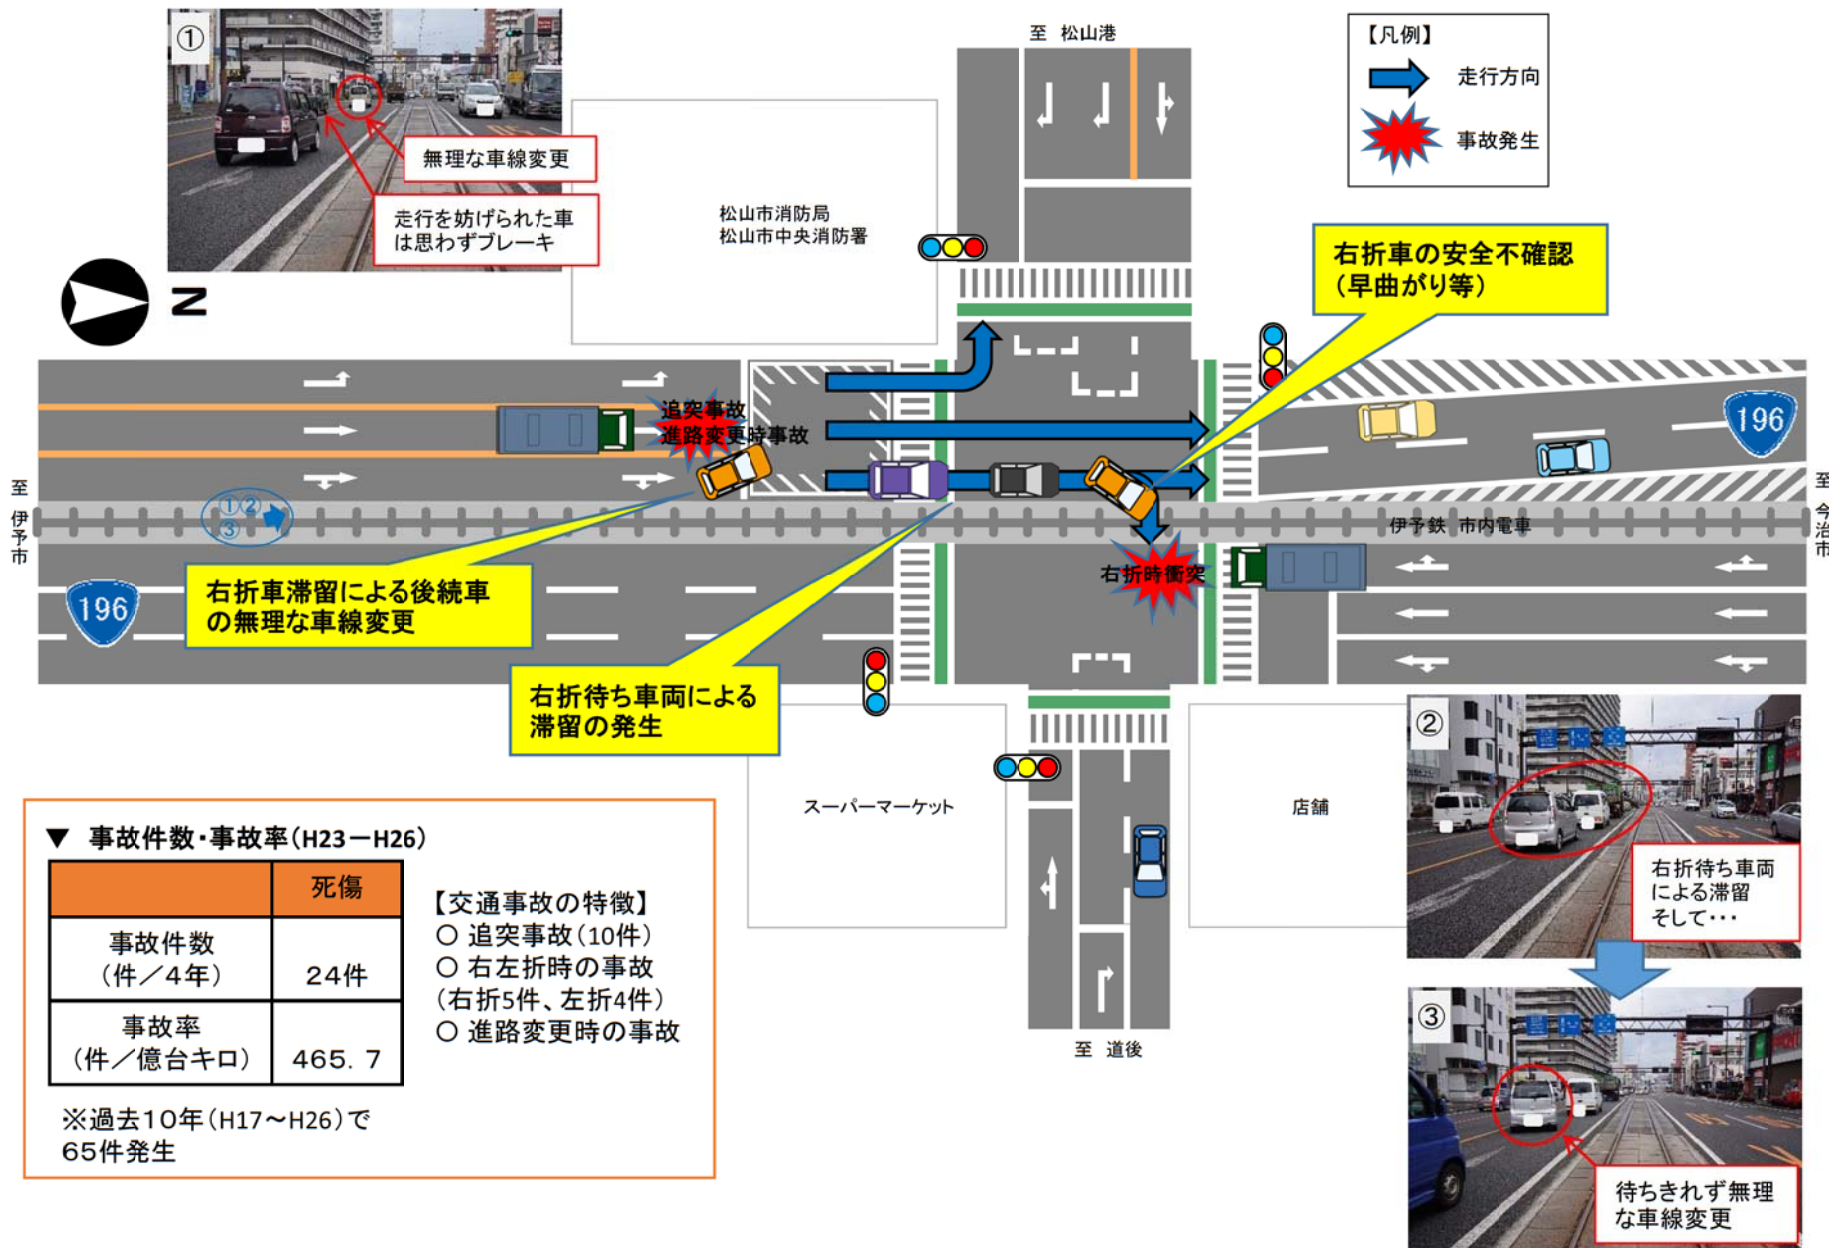 ①
無理な車線変更
走行を妨げられた車
は思わずブレーキ
N
至 松山港
【凡例】
走行方向
事故発生
松山市消防局
松山市中央消防署
右折車の安全不確認
（早曲がり等）
追突事故
進路変更時事故
196
至 伊予市
①②
③
伊予鉄 市内電車
至 今治市
右折時衝突
196
右折車滞留による後続車
の無理な車線変更
右折待ち車両による
滞留の発生
スーパーマーケット
店舗
至 道後
②
右折待ち車両
による滞留
そして・・・
③
待ちきれず無理
な車線変更
▼ 事故件数・事故率（H23－H26）
死傷
事故件数
（件／4年）
24件
事故率
（件／億台キロ）
465．7
※過去１０年（H17～H26）で
６５件発生
【交通事故の特徴】
○ 追突事故（10件）
○ 右左折時の事故
（右折5件、左折4件）
○ 進路変更時の事故